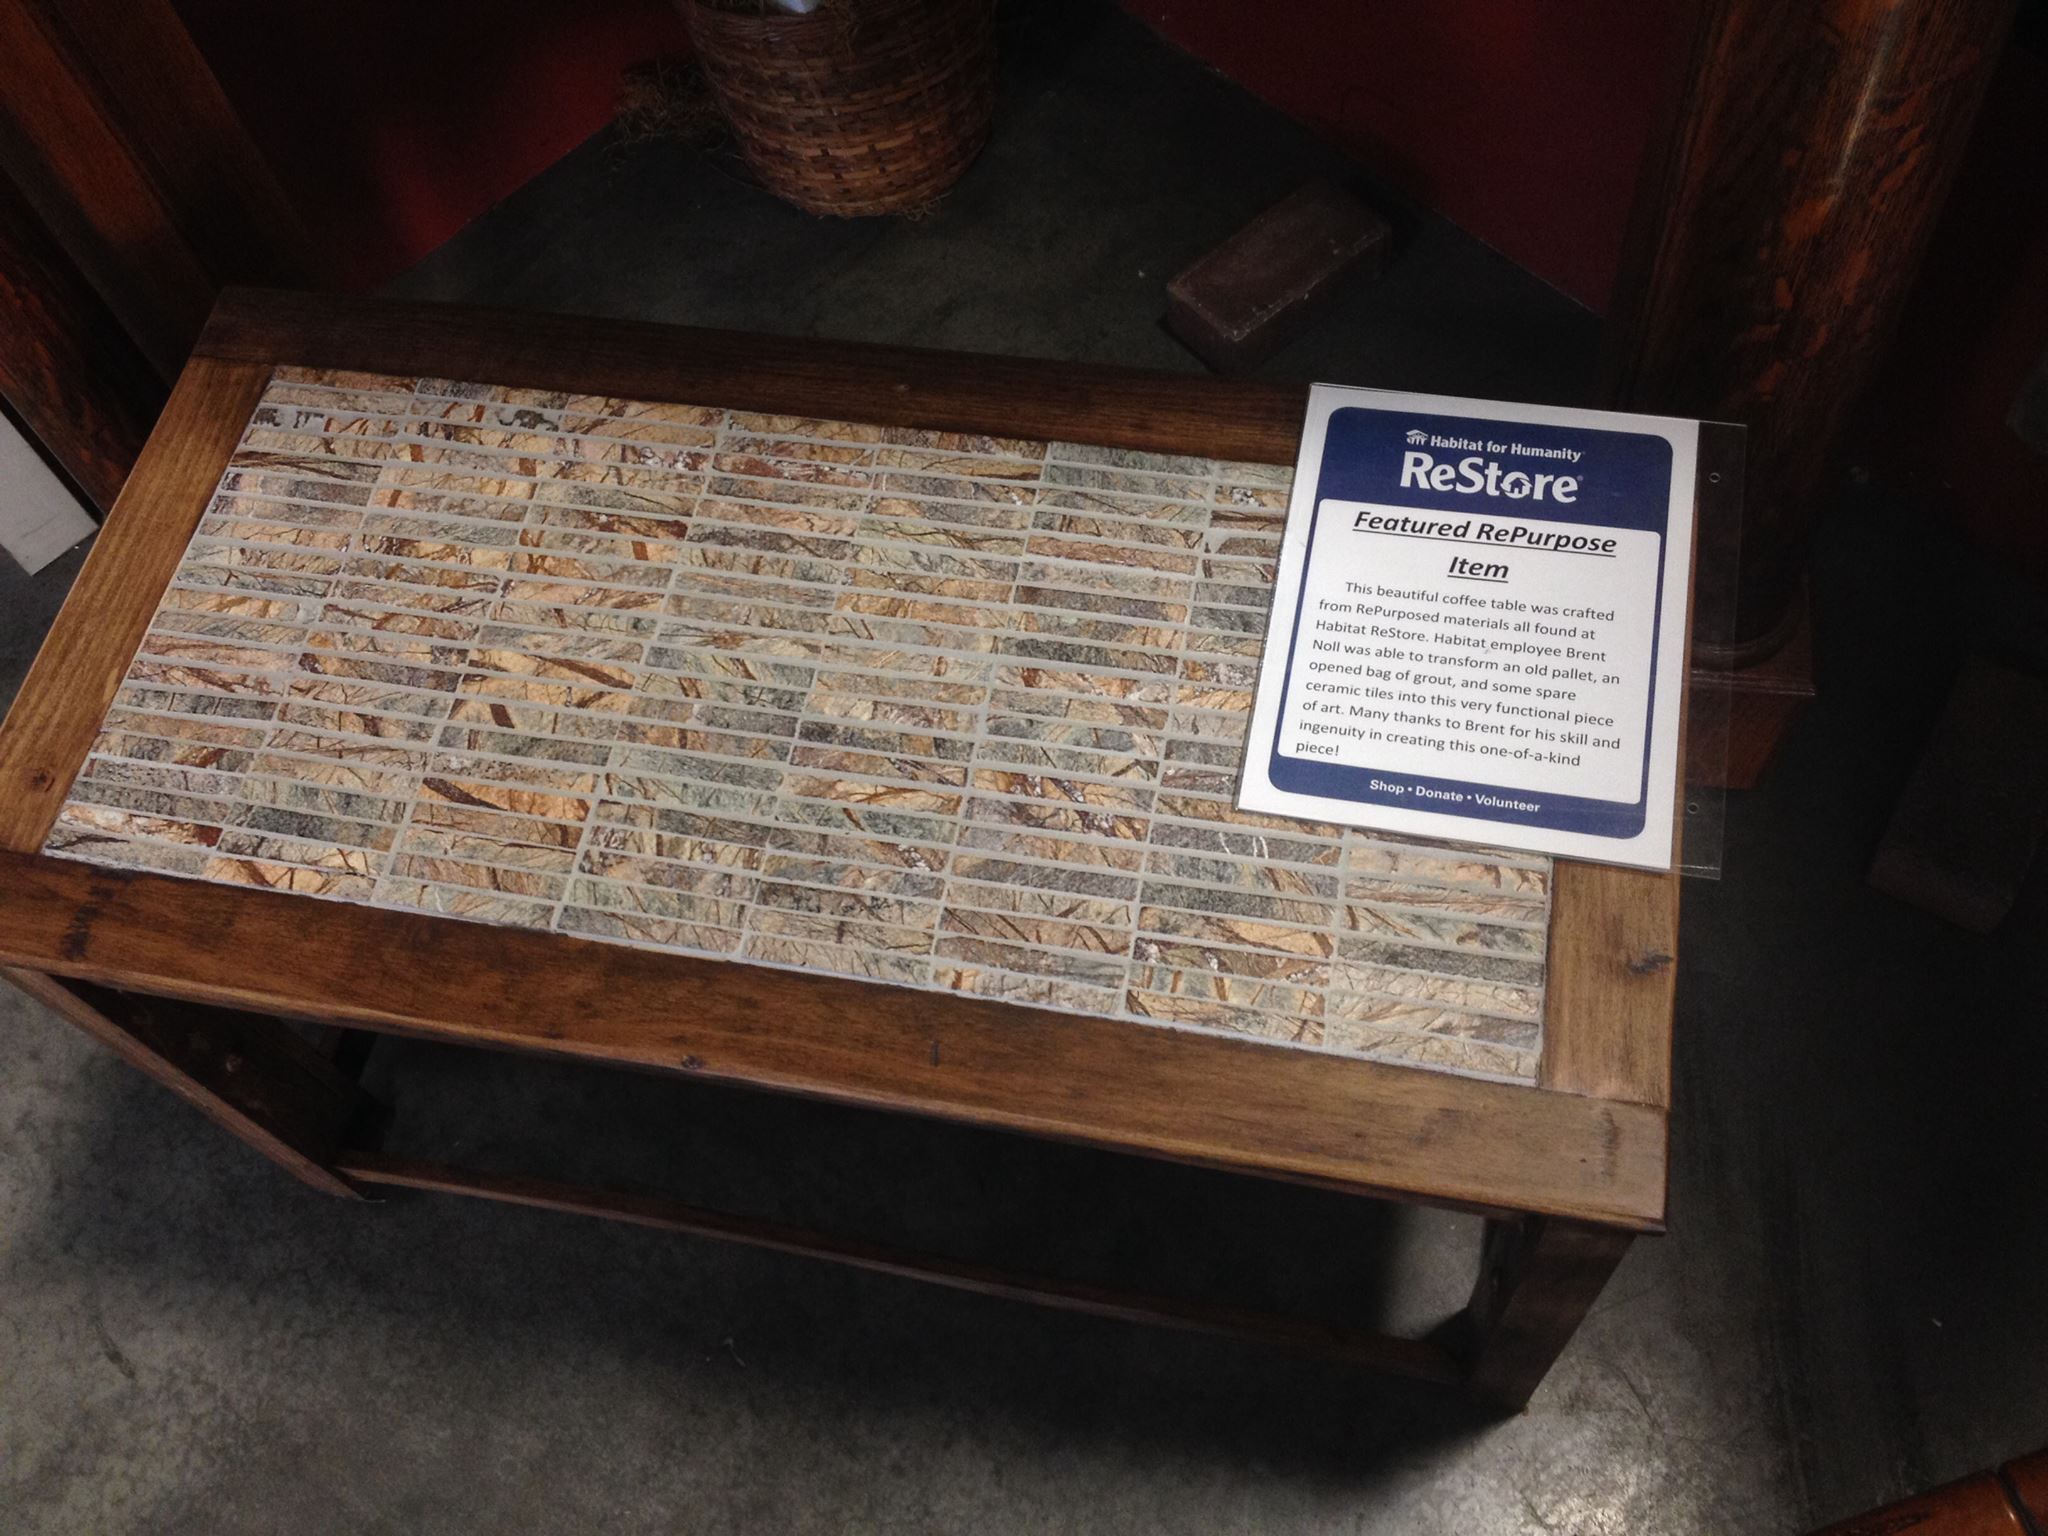 Habitat for Humanity
ReStore
Featured RePurpose
Item
This beautiful coffee table was crafted
from RePurposed materials all found at
Habitat ReStore. Habitat employee Brent
Noll was able to transform an old pallet, an
opened bag of grout, and some spare
ceramic tiles into this very functional piece
of art. Many thanks to Brent for his skill and
ingenuity in creating this one-of-a-kind
piece!
Shop • Donate • Volunteer